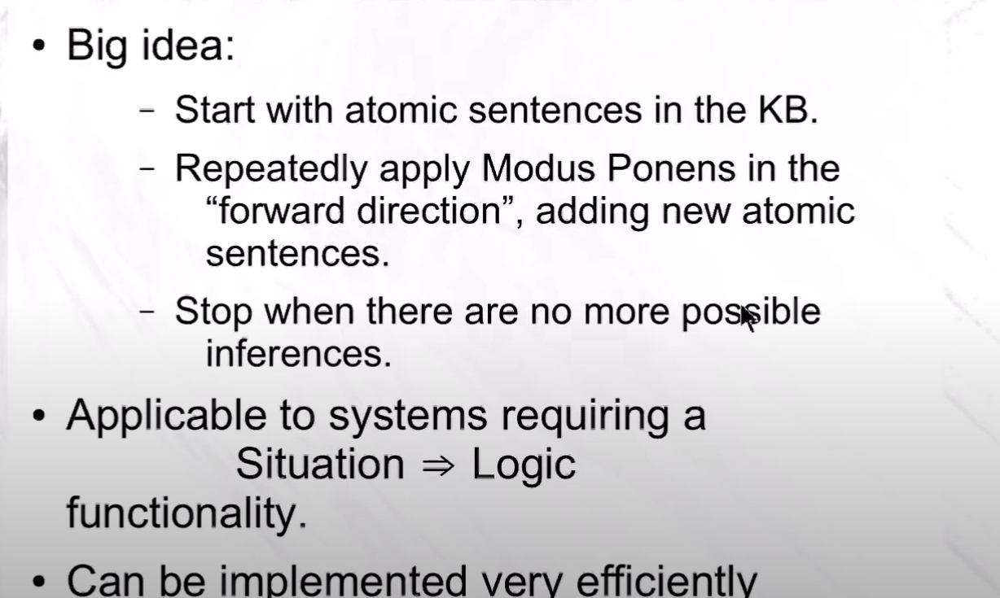 • Big idea:
– Start with atomic sentences in the KB.
– Repeatedly apply Modus Ponens in the
“forward direction”, adding new atomic
sentences.
– Stop when there are no more possible
inferences.
• Applicable to systems requiring a
Situation ⇒ Logic
functionality.
• Can be implemented very efficiently